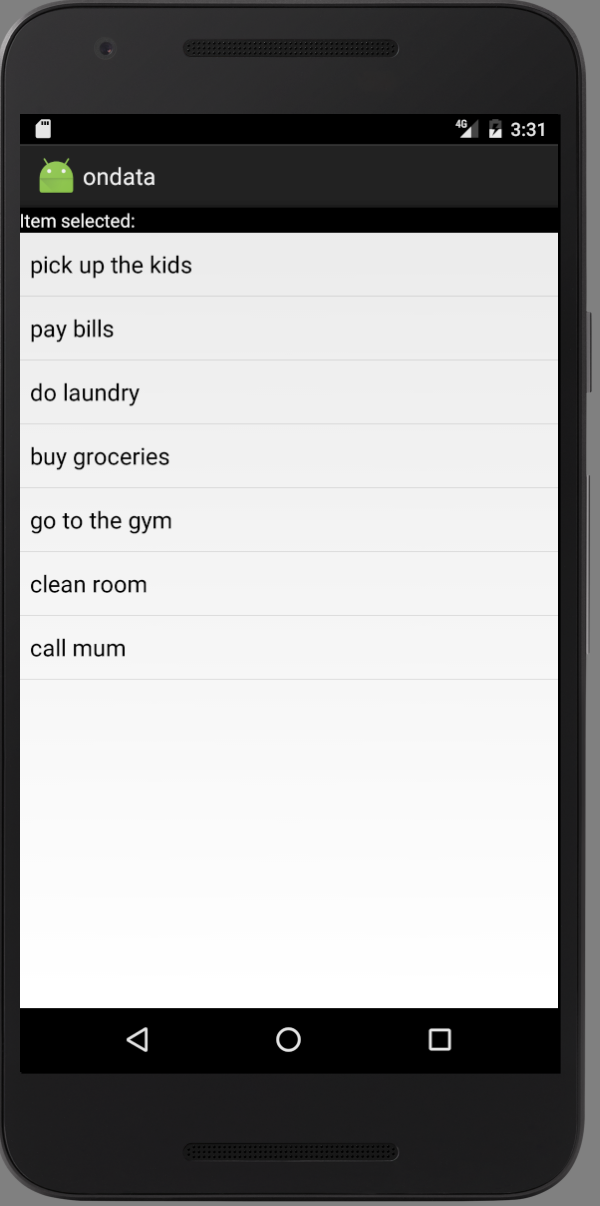 4G 3:31
ondata
Item selected:
pick up the kids
pay bills
do laundry
buy groceries
go to the gym
clean room
call mum